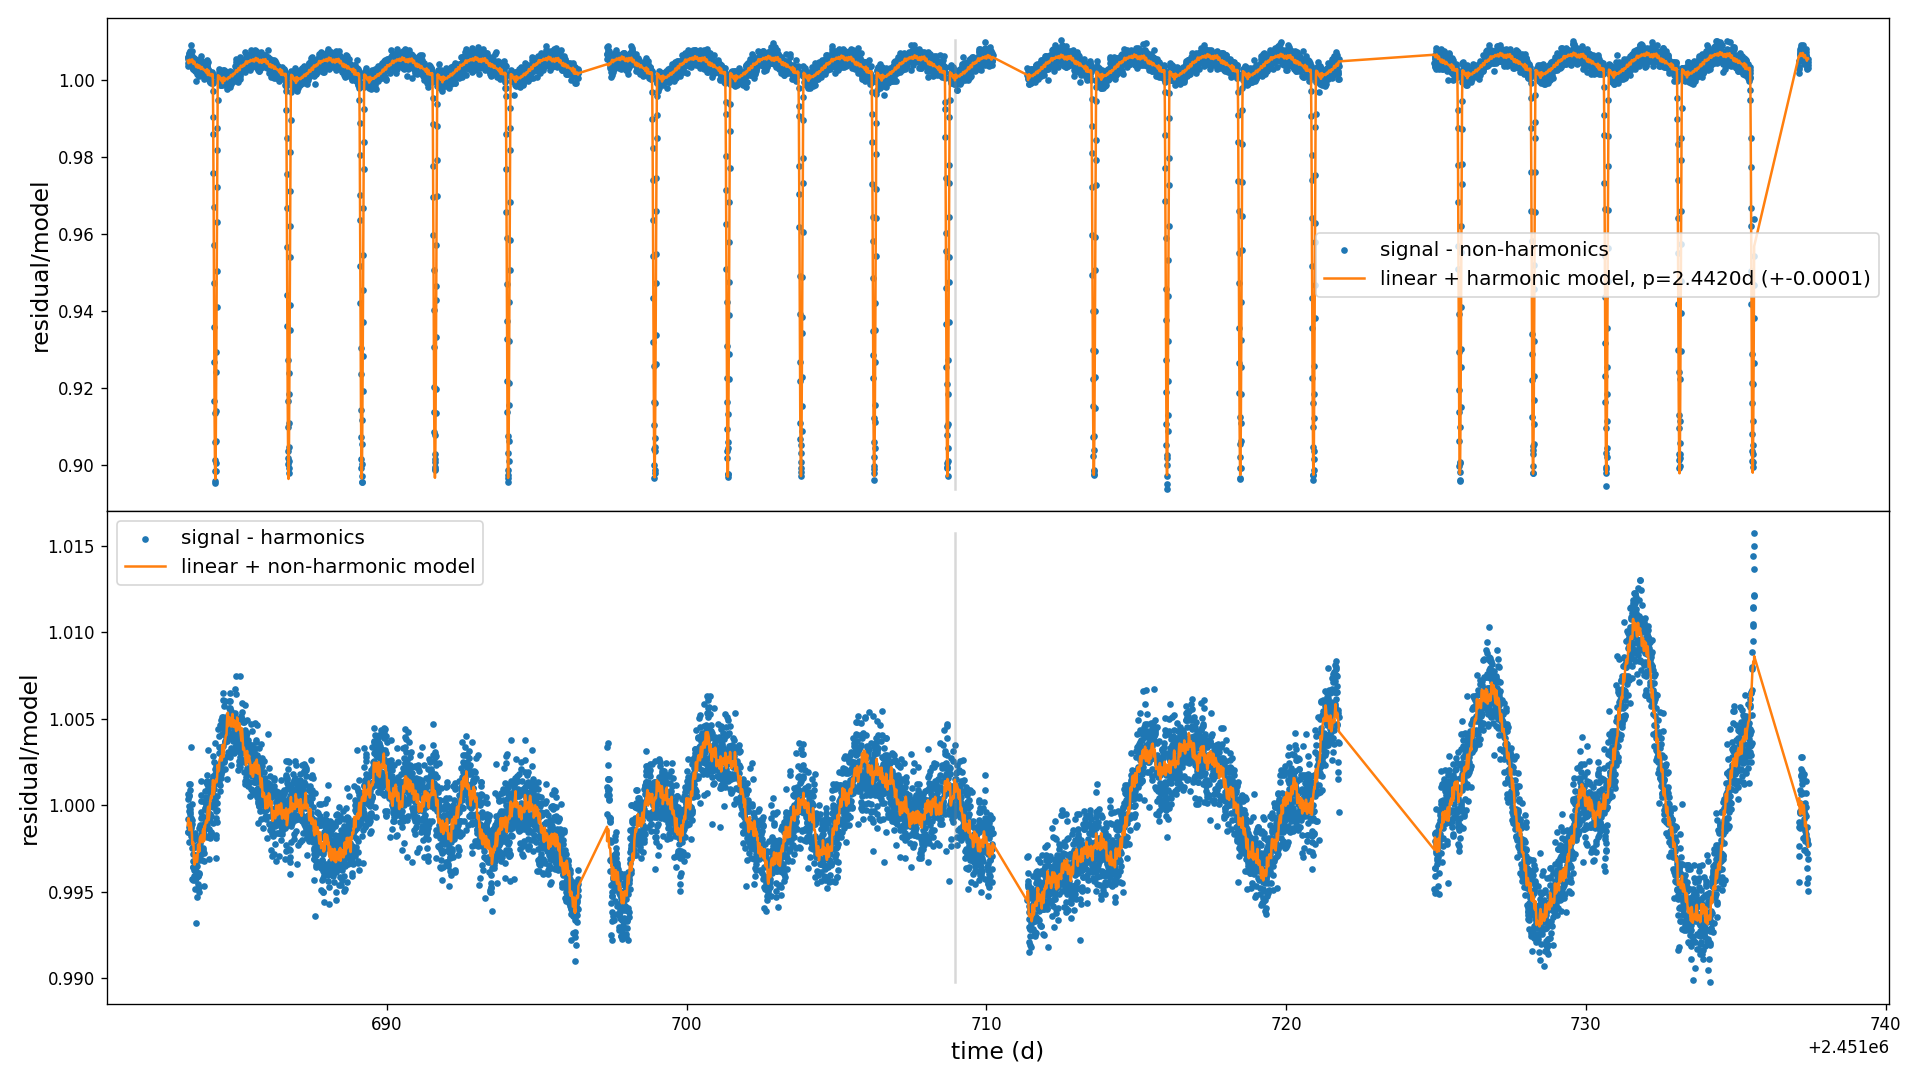 1.00
0.98
0.96
0.94
0.92
0.90
residual/model
signal - non-harmonics
linear + harmonic model, p=2.4420d (+-0.0001)
signal - harmonics
linear + non-harmonic model
1.015
1.010
1.005
1.000
0.995
0.990
residual/model
690
700
710
720
730
740
time (d)
+2.451e6